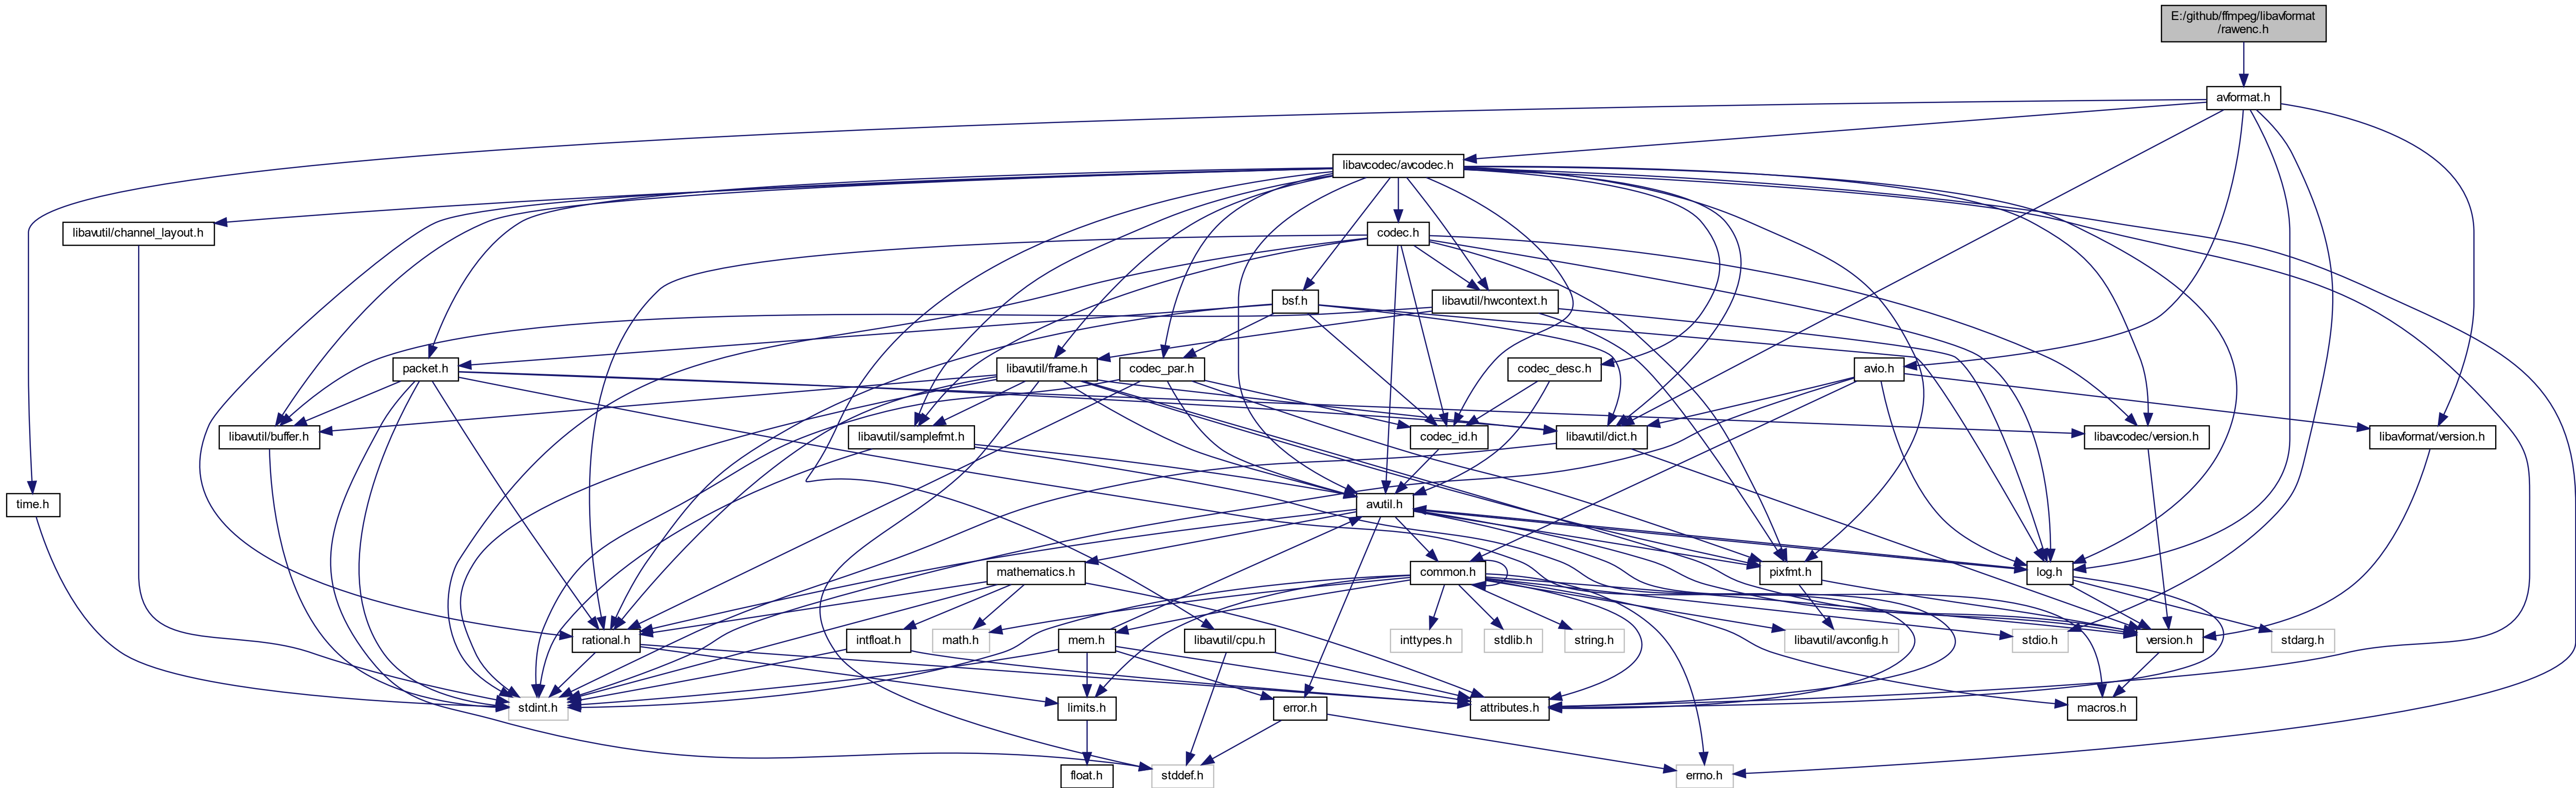 E:/github/ffmpeg/libavformat
/rawenc.h
avformat.h
libavcodec/avcodec.h
libavutil/channel_layout.h
codec.h
bsf.h
libavutil/hwcontext.h
packet.h
libavutil/frame.h
codec_par.h
codec_desc.h
avio.h
libavutil/buffer.h
libavutil/samplefmt.h
codec_id.h
libavutil/dict.h
libavcodec/version.h
libavformat/version.h
time.h
avutil.h
mathematics.h
common.h
pixfmt.h
log.h
rational.h
intfloat.h
math.h
mem.h
libavutil/cpu.h
inttypes.h
stdlib.h
string.h
libavutil/avconfig.h
stdio.h
version.h
stdarg.h
stdint.h
limits.h
error.h
attributes.h
macros.h
float.h
stddef.h
errno.h